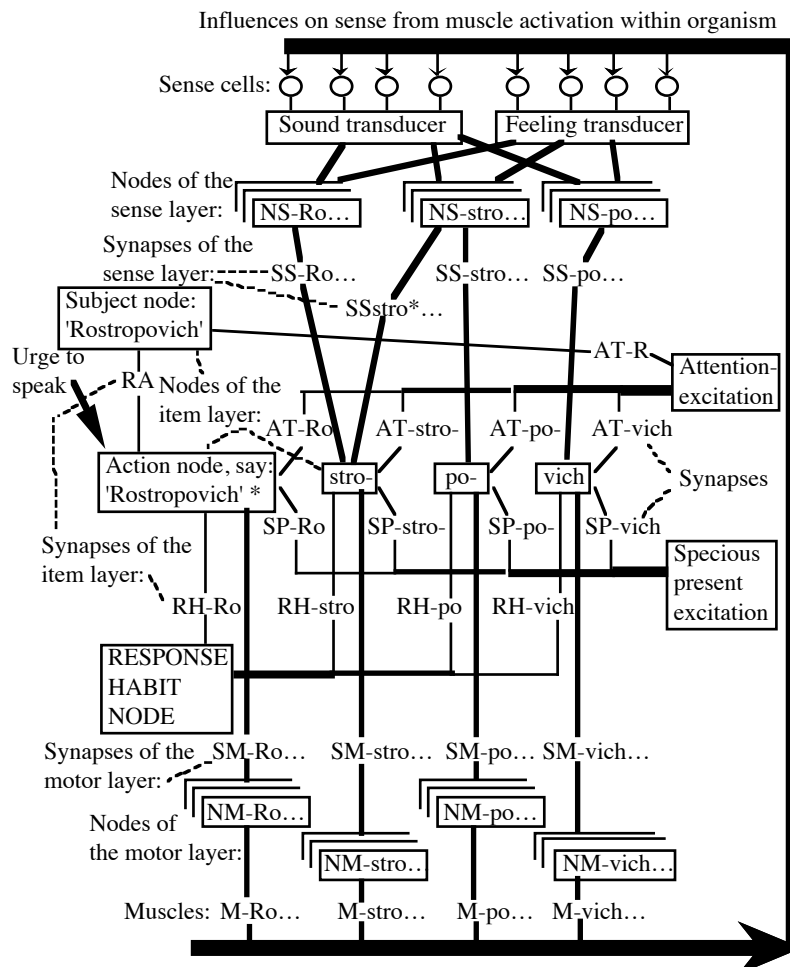 Influences on sense from muscle activation within organism
Sense cells:
Sound transducer
Feeling transducer
Nodes of the
sense layer:
NS-Ro…
NS-stro…
NS-po…
Synapses of the
sense layer:
SS-Ro…
SS-stro…
SS-po…
SSstro*…
Subject node:
'Rostropovich'
AT-R
Attention-
excitation
Urge to
speak
RA
Nodes of the
item layer:
AT-Ro
AT-stro-
AT-po-
AT-vich
Action node, say:
'Rostropovich' *
stro-
po-
vich
Synapses
SP-Ro
SP-stro-
SP-po-
SP-vich
Synapses of the
item layer:
Specious
present
excitation
RH-Ro
RH-stro
RH-po
RH-vich
RESPONSE
HABIT
NODE
Synapses of the
motor layer:
SM-Ro…
SM-stro…
SM-po…
SM-vich…
Nodes of
the motor layer:
NM-Ro…
NM-po…
NM-stro…
NM-vich…
Muscles: M-Ro…
M-stro…
M-po…
M-vich…